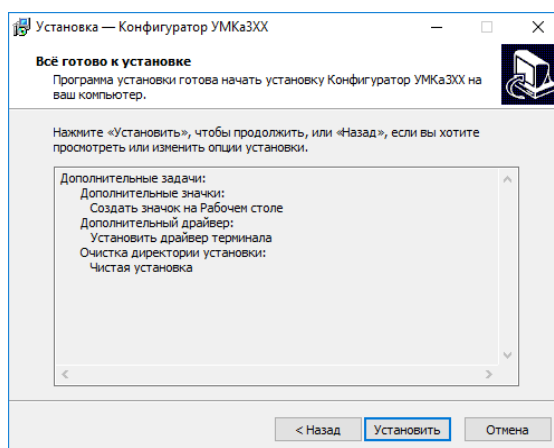 Установка — Конфигуратор УМКа3XX
Всё готово к установке
Программа установки готова начать установку Конфигуратор УМКа3XX на
ваш компьютер.
Нажмите «Установить», чтобы продолжить, или «Назад», если вы хотите
просмотреть или изменить опции установки.
Дополнительные задачи:
Дополнительные значки:
Создать значок на Рабочем столе
Дополнительный драйвер:
Установить драйвер терминала
Очистка директории установки:
Чистая установка
< Назад
Установить
Отмена